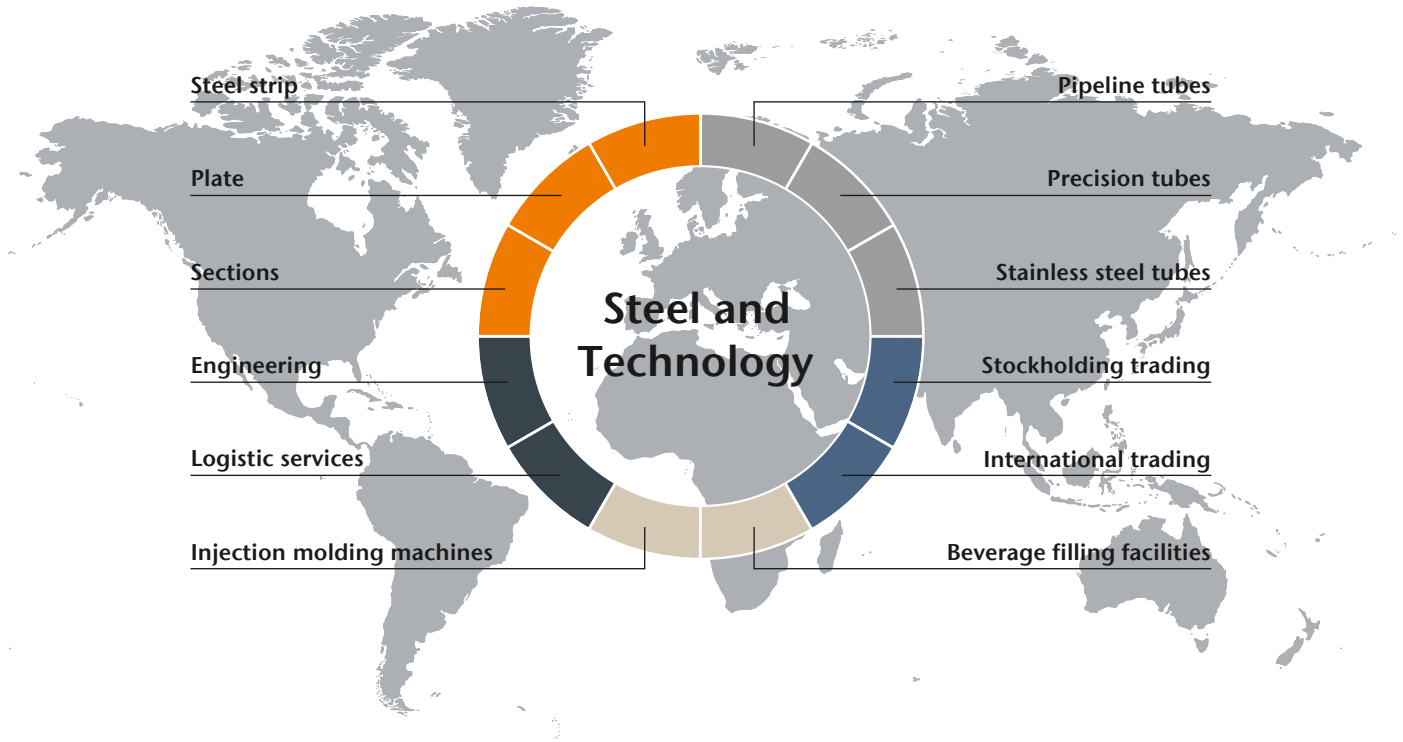 Steel strip
Pipeline tubes
Plate
Precision tubes
Sections
Stainless steel tubes
Steel and
Technology
Engineering
Stockholding trading
Logistic services
International trading
Injection molding machines
Beverage filling facilities